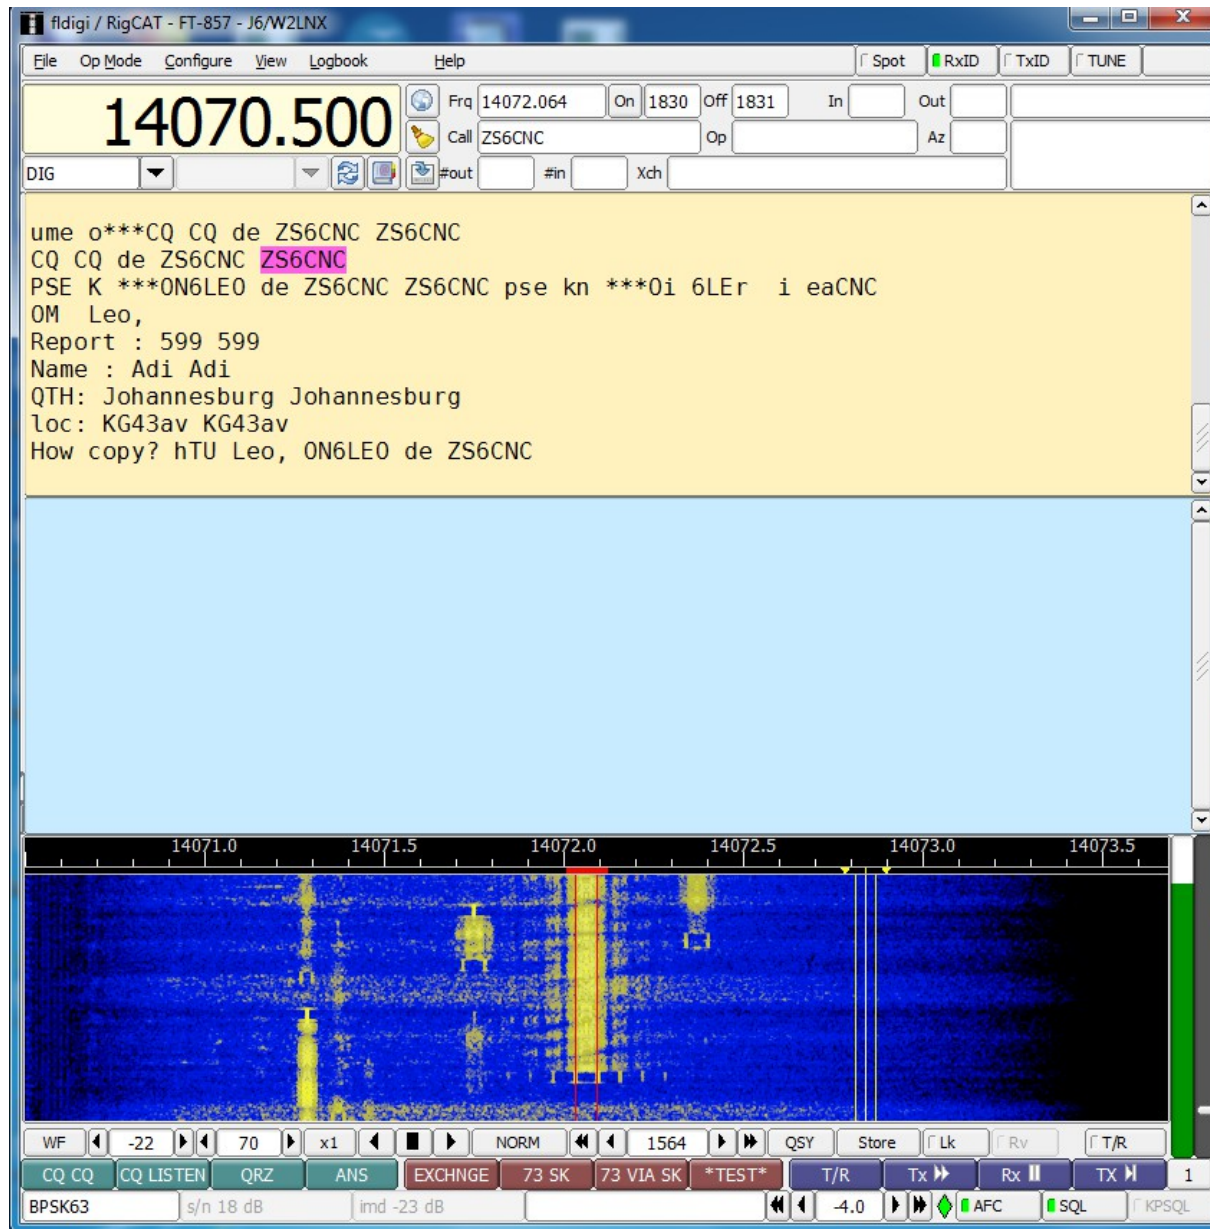 fldigi / RigCAT - FT-857 - J6/W2LNX
File Op Mode Configure View Logbook Help Spot RxID TxID TUNE
14070.500 Frq 14072.064 On 1830 Off 1831 In Out
Call ZS6CNC Op Az
DIG #out #in Xch
ume o***CQ CQ de ZS6CNC ZS6CNC
CQ CQ de ZS6CNC ZS6CNC
PSE K ***ON6LEO de ZS6CNC ZS6CNC pse kn ***Oi 6LEr i eaCNC
OM Leo,
Report : 599 599
Name : Adi Adi
QTH: Johannesburg Johannesburg
loc: KG43av KG43av
How copy? hTU Leo, ON6LEO de ZS6CNC
14071.0 14071.5 14072.0 14072.5 14073.0 14073.5
WF -22 70 x1 NORM 1564 QSY Store Lk Rv T/R
CQ CQ CQ LISTEN QRZ ANS EXCHNGE 73 SK 73 VIA SK *TEST* T/R Tx Rx TX 1
BPSK63 s/n 18 dB imd -23 dB -4.0 AFC SQL KPSQL